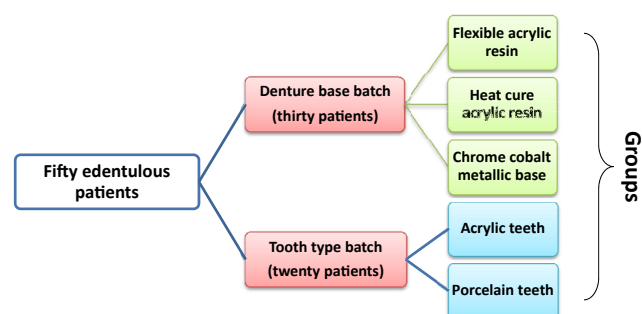 Fifty edentulous
patients
Denture base batch
(thirty patients)
Tooth type batch
(twenty patients)
Flexible acrylic
resin
Heat cure
acrylic resin
Chrome cobalt
metallic base
Acrylic teeth
Porcelain teeth
Groups